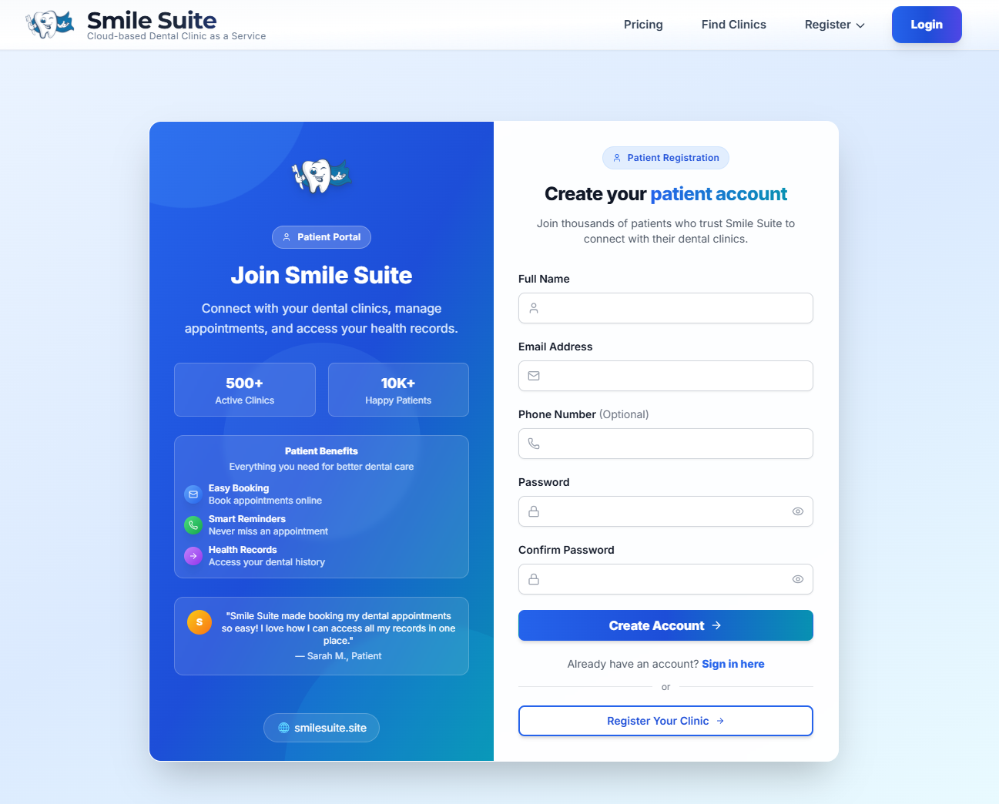 Smile Suite
Cloud-based Dental Clinic as a Service
Pricing
Find Clinics
Register
Login
Patient Portal
Join Smile Suite
Connect with your dental clinics, manage
appointments, and access your health records.
500+
Active Clinics
10K+
Happy Patients
Patient Benefits
Everything you need for better dental care
Easy Booking
Book appointments online
Smart Reminders
Never miss an appointment
Health Records
Access your dental history
S
"Smile Suite made booking my dental appointments
so easy! I love how I can access all my records in one
place."
— Sarah M., Patient
smilesuite.site
Patient Registration
Create your patient account
Join thousands of patients who trust Smile Suite to
connect with their dental clinics.
Full Name
Email Address
Phone Number (Optional)
Password
Confirm Password
Create Account
Already have an account? Sign in here
or
Register Your Clinic